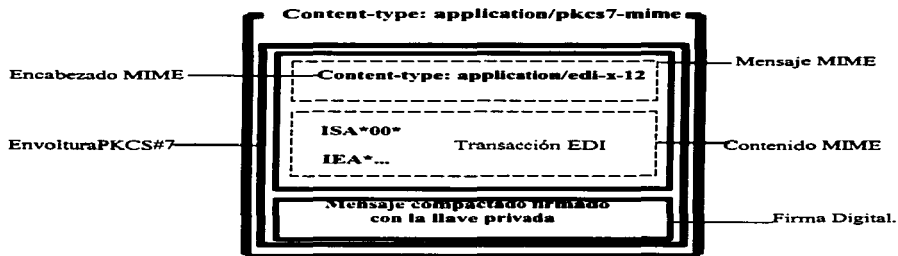 Content-type: application/pkcs7-mime
Encabezado MIME
Content-type: application/edi-x-12
Mensaje MIME
ISA*00*
EnvolturaPKCS#7
Transacción EDI
Contenido MIME
IEA*...
Mensaje compactado firmado
con la llave privada
Firma Digital.